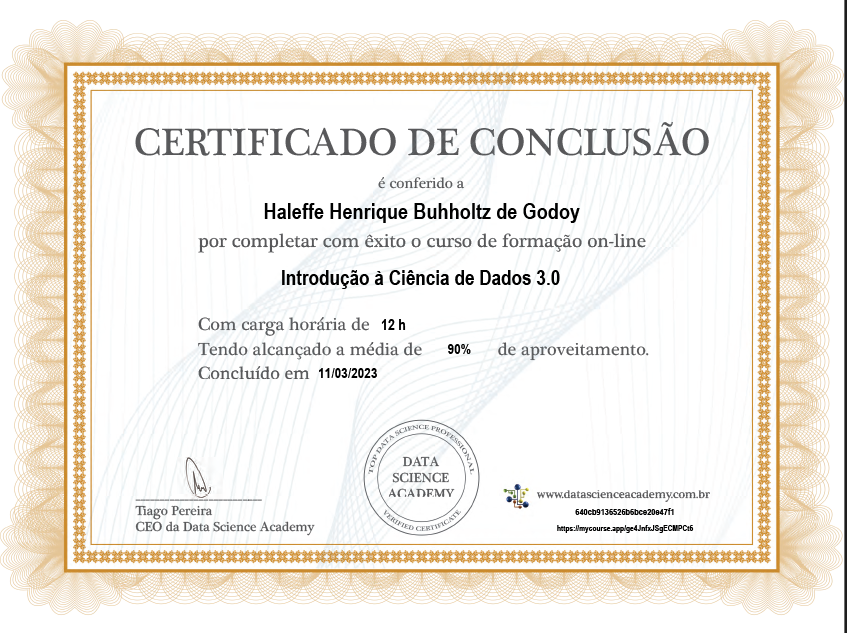 CERTIFICADO DE CONCLUSÃO
é conferido a
Haleffe Henrique Buhholtz de Godoy
por completar com êxito o curso de formação on-line
Introdução à Ciência de Dados 3.0
Com carga horária de 12 h
Tendo alcançado a média de 90% de aproveitamento.
Concluído em 11/03/2023
TOP DATA SCIENCE PROFESSIONAL
DATA
SCIENCE
ACADEMY
VERIFIED CERTIFICATE
Tiago Pereira
CEO da Data Science Academy
www.datascienceacademy.com.br
640cb9136526b6bce20e47f1
https://mycourse.app/ge4JnfxJSgECMPCt6